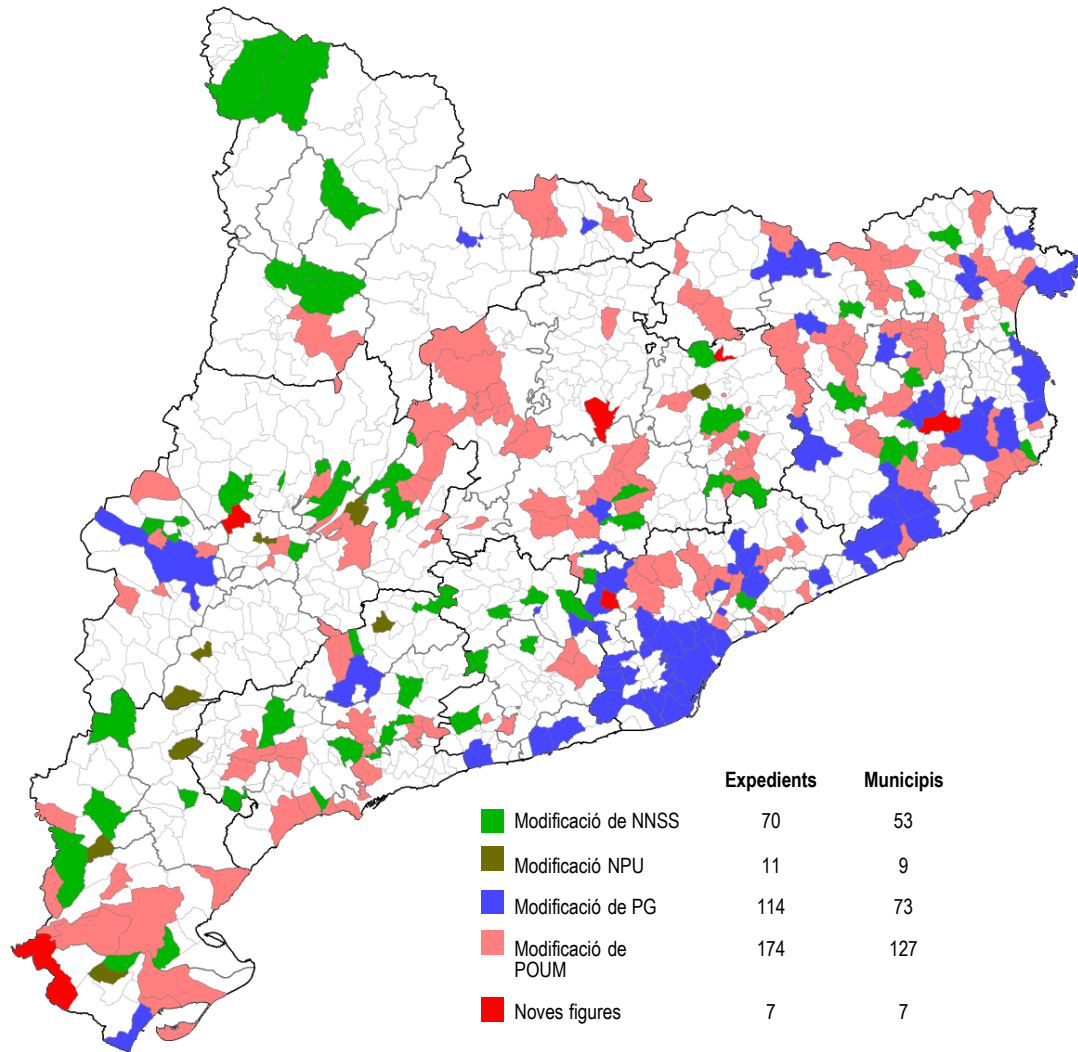 Expedients Municipis
Modificació de NNSS 70 53
Modificació NPU 11 9
Modificació de PG 114 73
Modificació de 174 127
POUM
Noves figures 7 7